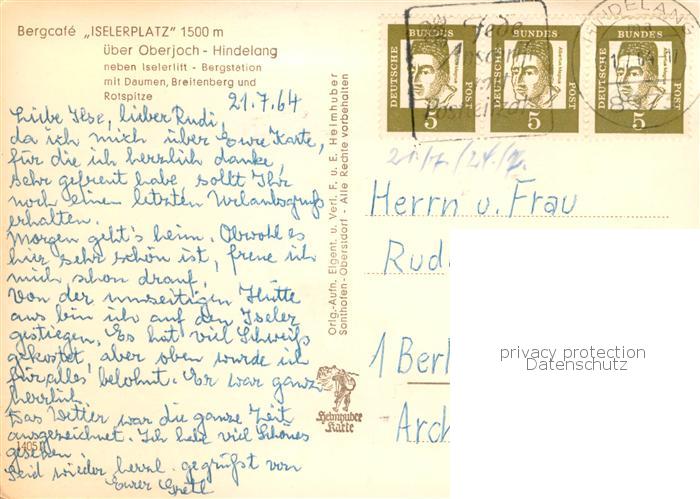 Bergcafé „ISELERPLATZ" 1500 m
über Oberjoch - Hindelang
neben Iselerlift - Bergstation
mit Daumen, Breitenberg und
Rotspitze
21.7.64
Liebe Ilse, lieber Rudi,
da ich mich über Eure Karte,
für die ich herzlich danke,
sehr gefreut habe, sollt Ihr
noch einen letzten Urlaubsgruß
erhalten.
Morgen geht's heim. Obwohl es
hier sehr schön ist, freue ich
mich schon drauf.
Von der umseitigen Hütte
aus bin ich auf den Iseler
gestiegen. Es hat viel Schweiß
gekostet, aber oben wurde ich
für alles belohnt. Er war ganz
herrlich.
Das Wetter war die ganze Zeit
ausgezeichnet. Ich habe viel Schönes
gesehen
Seid wieder herzl. gegrüßt von
Eurer Gretl
1405
Orig.-Aufn. Eigent. u. Verl. F. u. E. Heimhuber
Sonthofen-Oberstdorf - Alle Rechte vorbehalten
Heimhuber
Karte
DEUTSCHE BUNDES POST
5
DEUTSCHE BUNDES POST
5
DEUTSCHE BUNDES POST
5
HINDELANG
Herrn u. Frau
Rud
1 Berl
Arc
privacy protection
Datenschutz